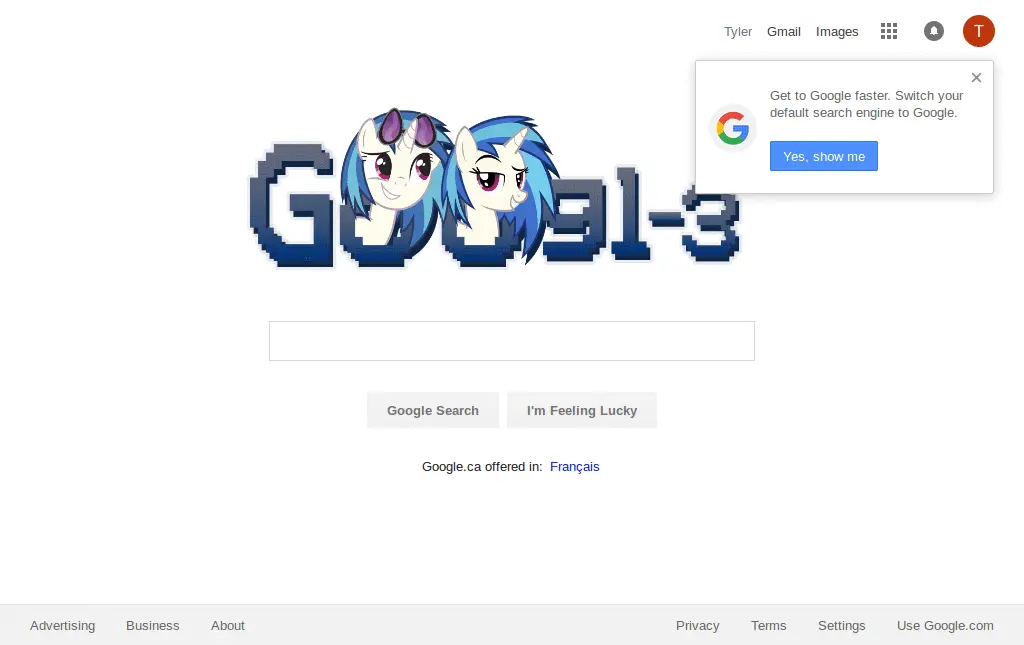 Tyler Gmail Images T
Get to Google faster. Switch your
default search engine to Google.
Yes, show me
Goog1-3
Google Search I'm Feeling Lucky
Google.ca offered in: Français
Advertising Business About Privacy Terms Settings Use Google.com